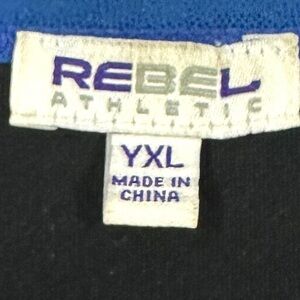 REBEL
ATHLETIC
YXL
MADE IN
CHINA